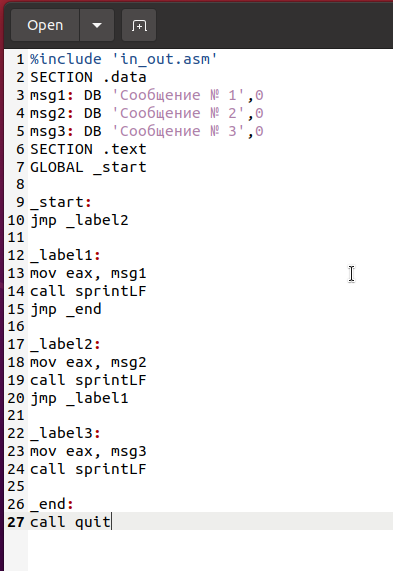 Open
1 %include 'in_out.asm'
2 SECTION .data
3 msg1: DB 'Сообщение № 1',0
4 msg2: DB 'Сообщение № 2',0
5 msg3: DB 'Сообщение № 3',0
6 SECTION .text
7 GLOBAL _start
8
9 _start:
10 jmp _label2
11
12 _label1:
13 mov eax, msg1
14 call sprintLF
15 jmp _end
16
17 _label2:
18 mov eax, msg2
19 call sprintLF
20 jmp _label1
21
22 _label3:
23 mov eax, msg3
24 call sprintLF
25
26 _end:
27 call quit